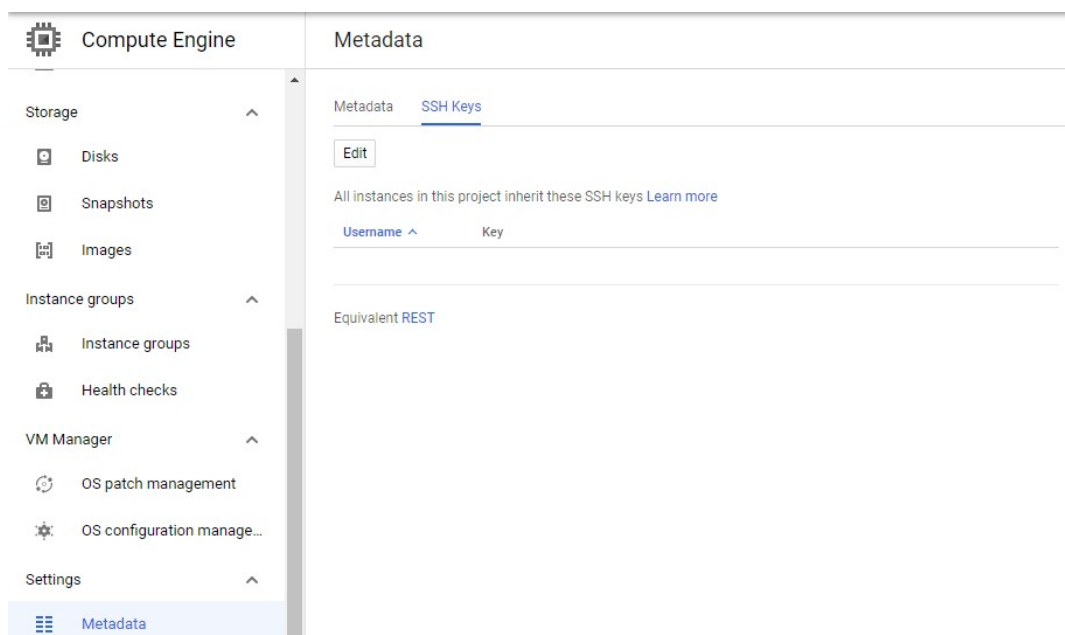 Compute Engine
Metadata
Storage
Disks
Snapshots
Images
Instance groups
Instance groups
Health checks
VM Manager
OS patch management
OS configuration manage...
Settings
Metadata
Metadata SSH Keys
Edit
All instances in this project inherit these SSH keys Learn more
Username Key
Equivalent REST